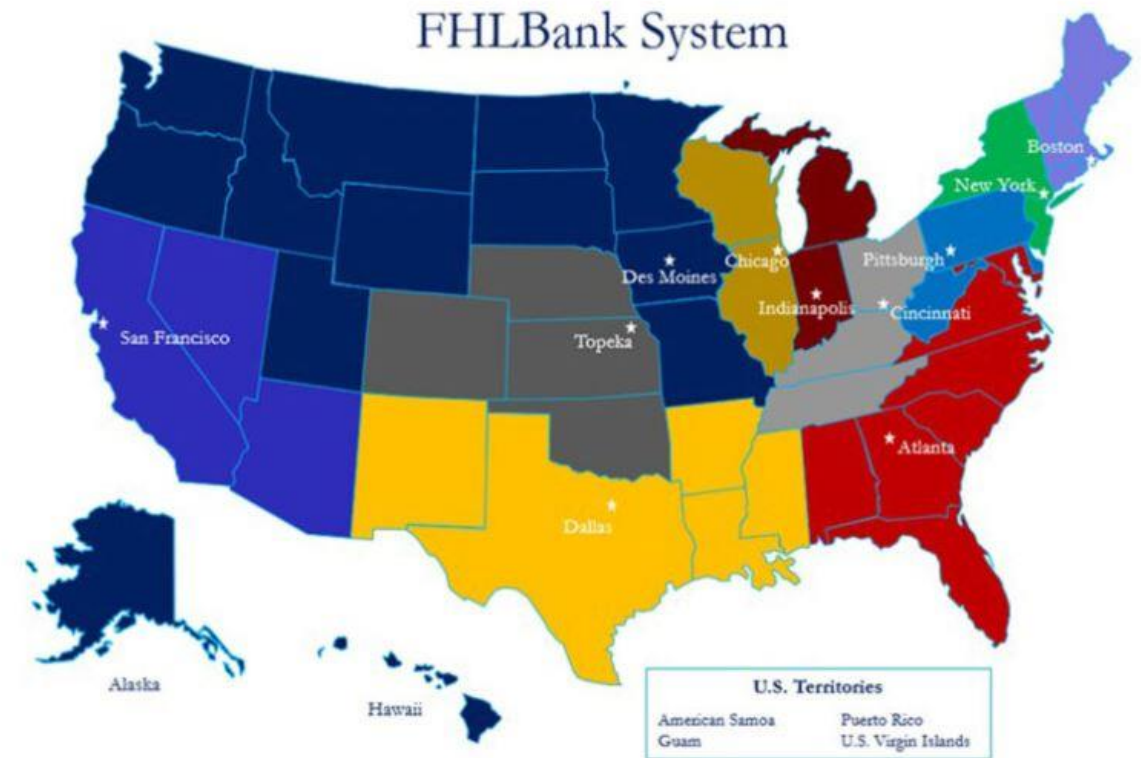 FHLBank System
Boston
New York
Pittsburgh
Chicago
Des Moines
Indianapolis
Cincinnati
San Francisco
Topeka
Atlanta
Dallas
Alaska
Hawaii
U.S. Territories
American Samoa Puerto Rico
Guam U.S. Virgin Islands